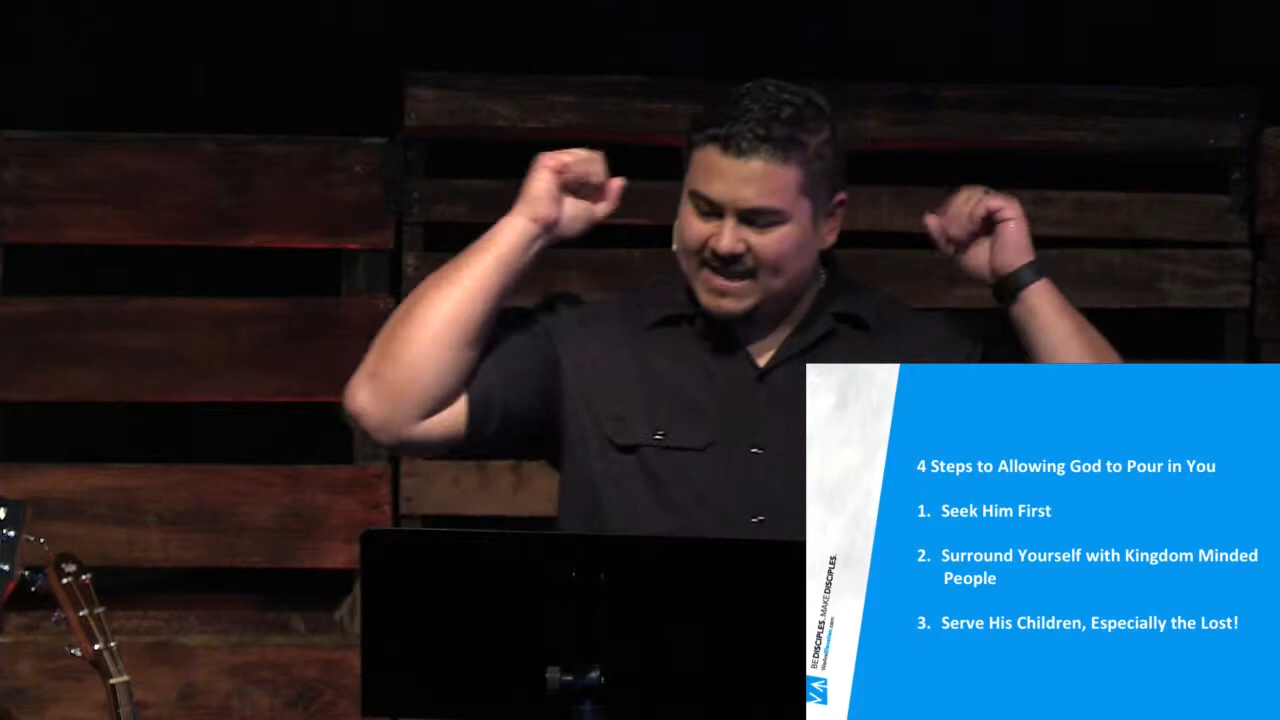 4 Steps to Allowing God to Pour in You
1. Seek Him First
2. Surround Yourself with Kingdom Minded
People
3. Serve His Children, Especially the Lost!
BEDISCIPLES. MAKEDISCIPLES.